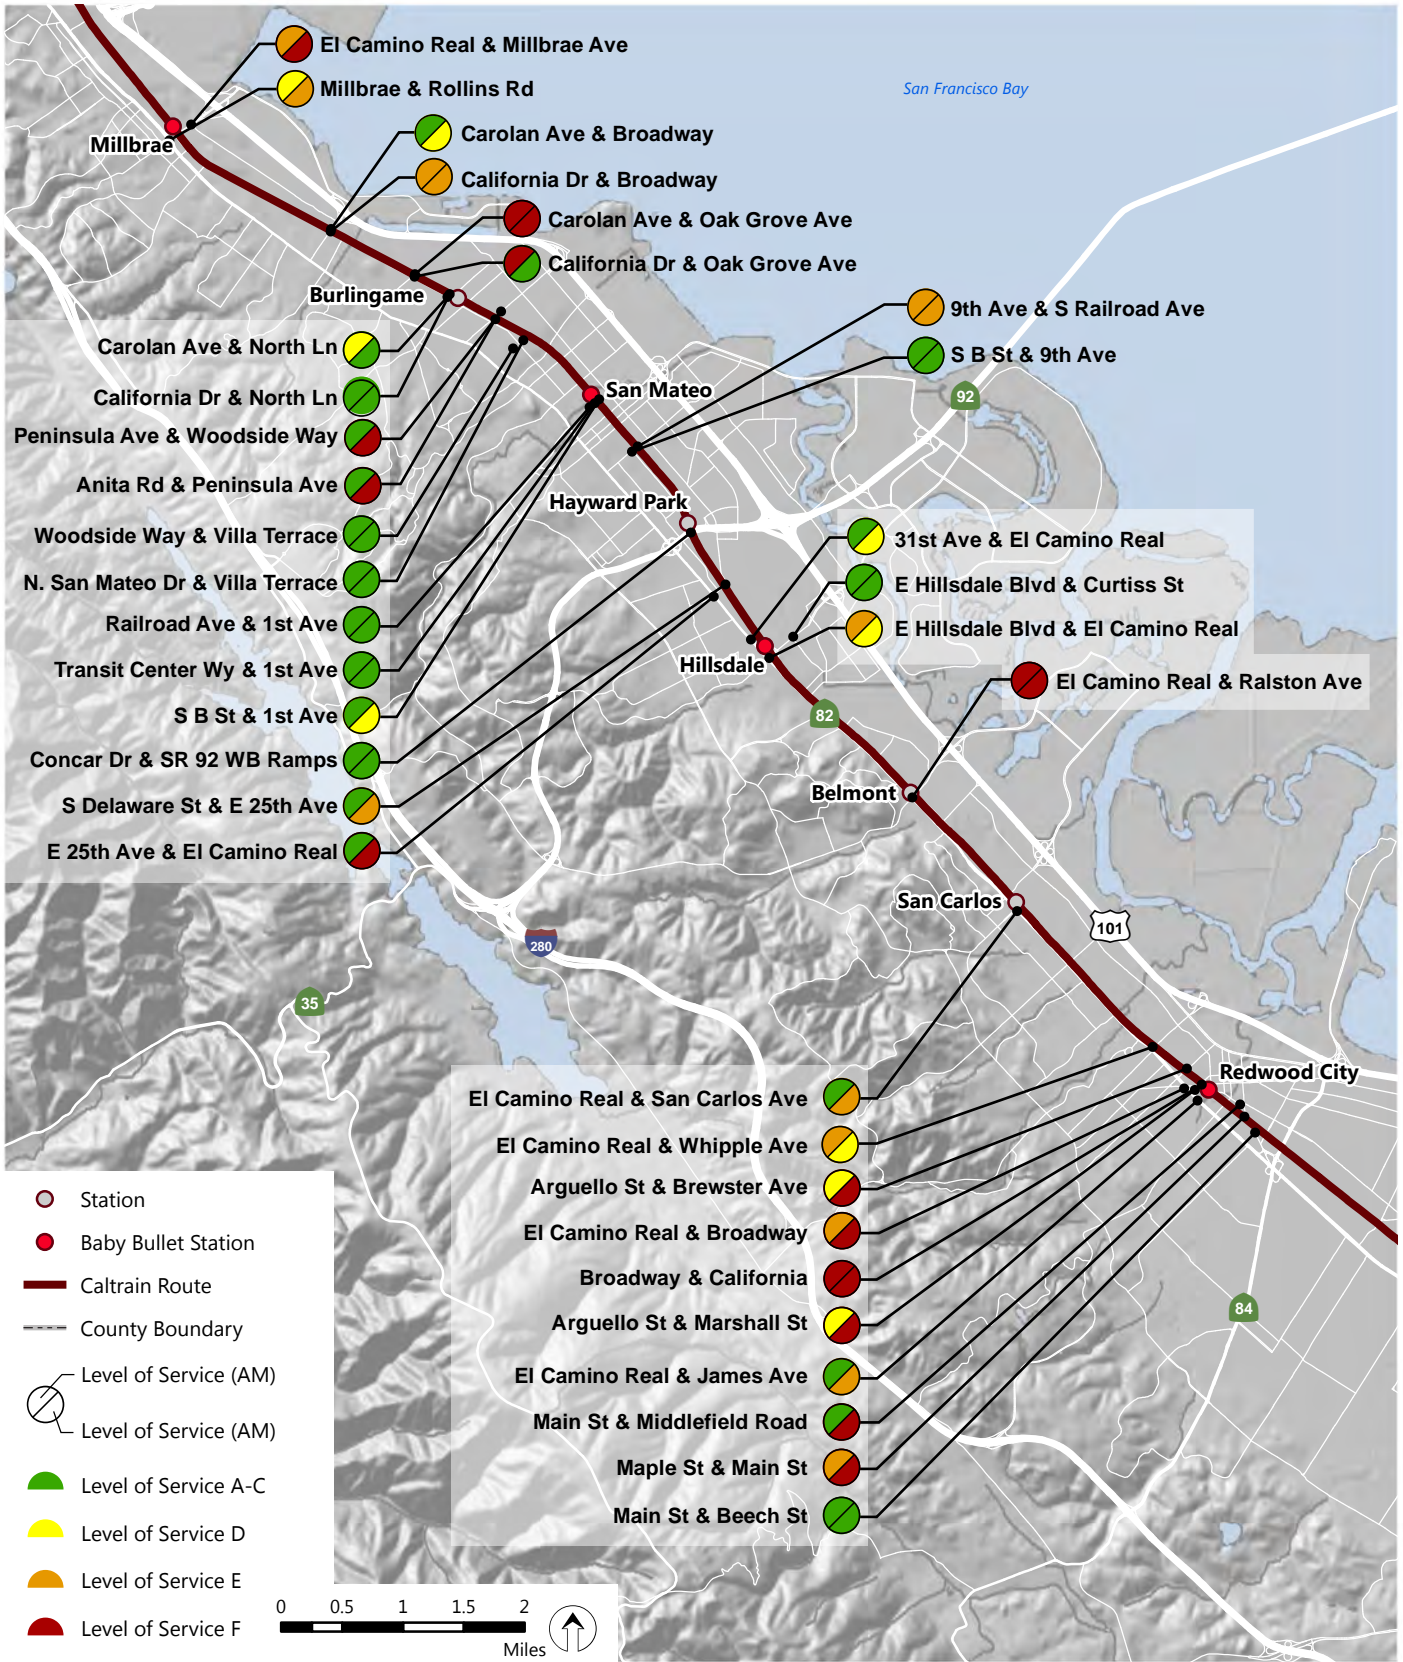 El Camino Real & Millbrae Ave
Millbrae & Rollins Rd
San Francisco Bay
Carolan Ave & Broadway
Millbrae
California Dr & Broadway
Carolan Ave & Oak Grove Ave
California Dr & Oak Grove Ave
Burlingame
9th Ave & S Railroad Ave
S B St & 9th Ave
Carolan Ave & North Ln
California Dr & North Ln
Peninsula Ave & Woodside Way
Anita Rd & Peninsula Ave
Woodside Way & Villa Terrace
N. San Mateo Dr & Villa Terrace
Railroad Ave & 1st Ave
Transit Center Wy & 1st Ave
S B St & 1st Ave
Concar Dr & SR 92 WB Ramps
S Delaware St & E 25th Ave
E 25th Ave & El Camino Real
San Mateo
92
Hayward Park
31st Ave & El Camino Real
E Hillsdale Blvd & Curtiss St
E Hillsdale Blvd & El Camino Real
Hillsdale
El Camino Real & Ralston Ave
82
Belmont
San Carlos
101
280
35
Redwood City
El Camino Real & San Carlos Ave
El Camino Real & Whipple Ave
Arguello St & Brewster Ave
El Camino Real & Broadway
Broadway & California
Arguello St & Marshall St
El Camino Real & James Ave
Main St & Middlefield Road
Maple St & Main St
Main St & Beech St
84
Station
Baby Bullet Station
Caltrain Route
County Boundary
Level of Service (AM)
Level of Service (AM)
Level of Service A-C
Level of Service D
Level of Service E
Level of Service F
0 0.5 1 1.5 2
Miles